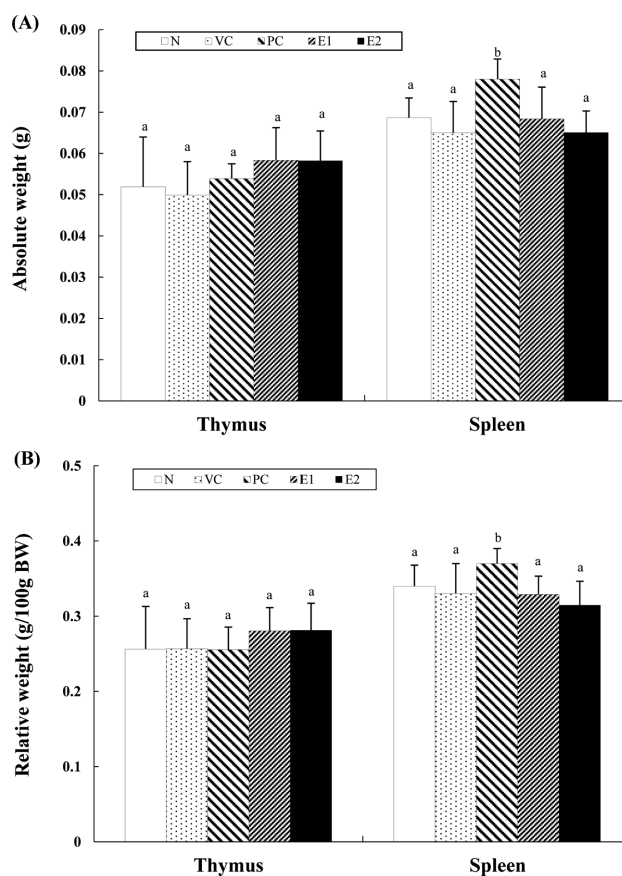 (A)
N VC PC E1 E2
Absolute weight (g)
0.09
0.08
0.07
0.06
0.05
0.04
0.03
0.02
0.01
0
a a a a a
a a b a a
Thymus Spleen
(B)
N VC PC E1 E2
Relative weight (g/100g BW)
0.5
0.4
0.3
0.2
0.1
0
a a a a a
a a b a a
Thymus Spleen